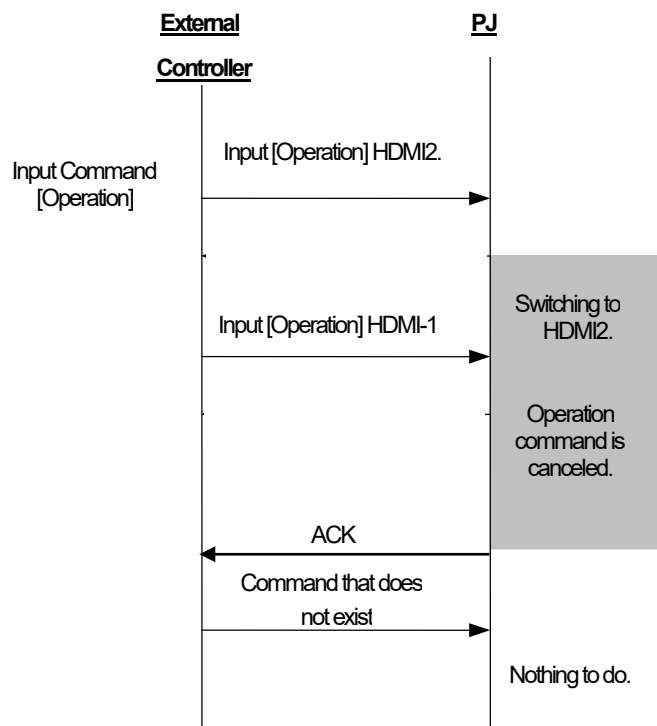 External
Controller
PJ
Input Command
[Operation]
Input [Operation] HDMI2.
Input [Operation] HDMI-1
Switching to
HDMI2.
Operation
command is
canceled.
ACK
Command that does
not exist
Nothing to do.